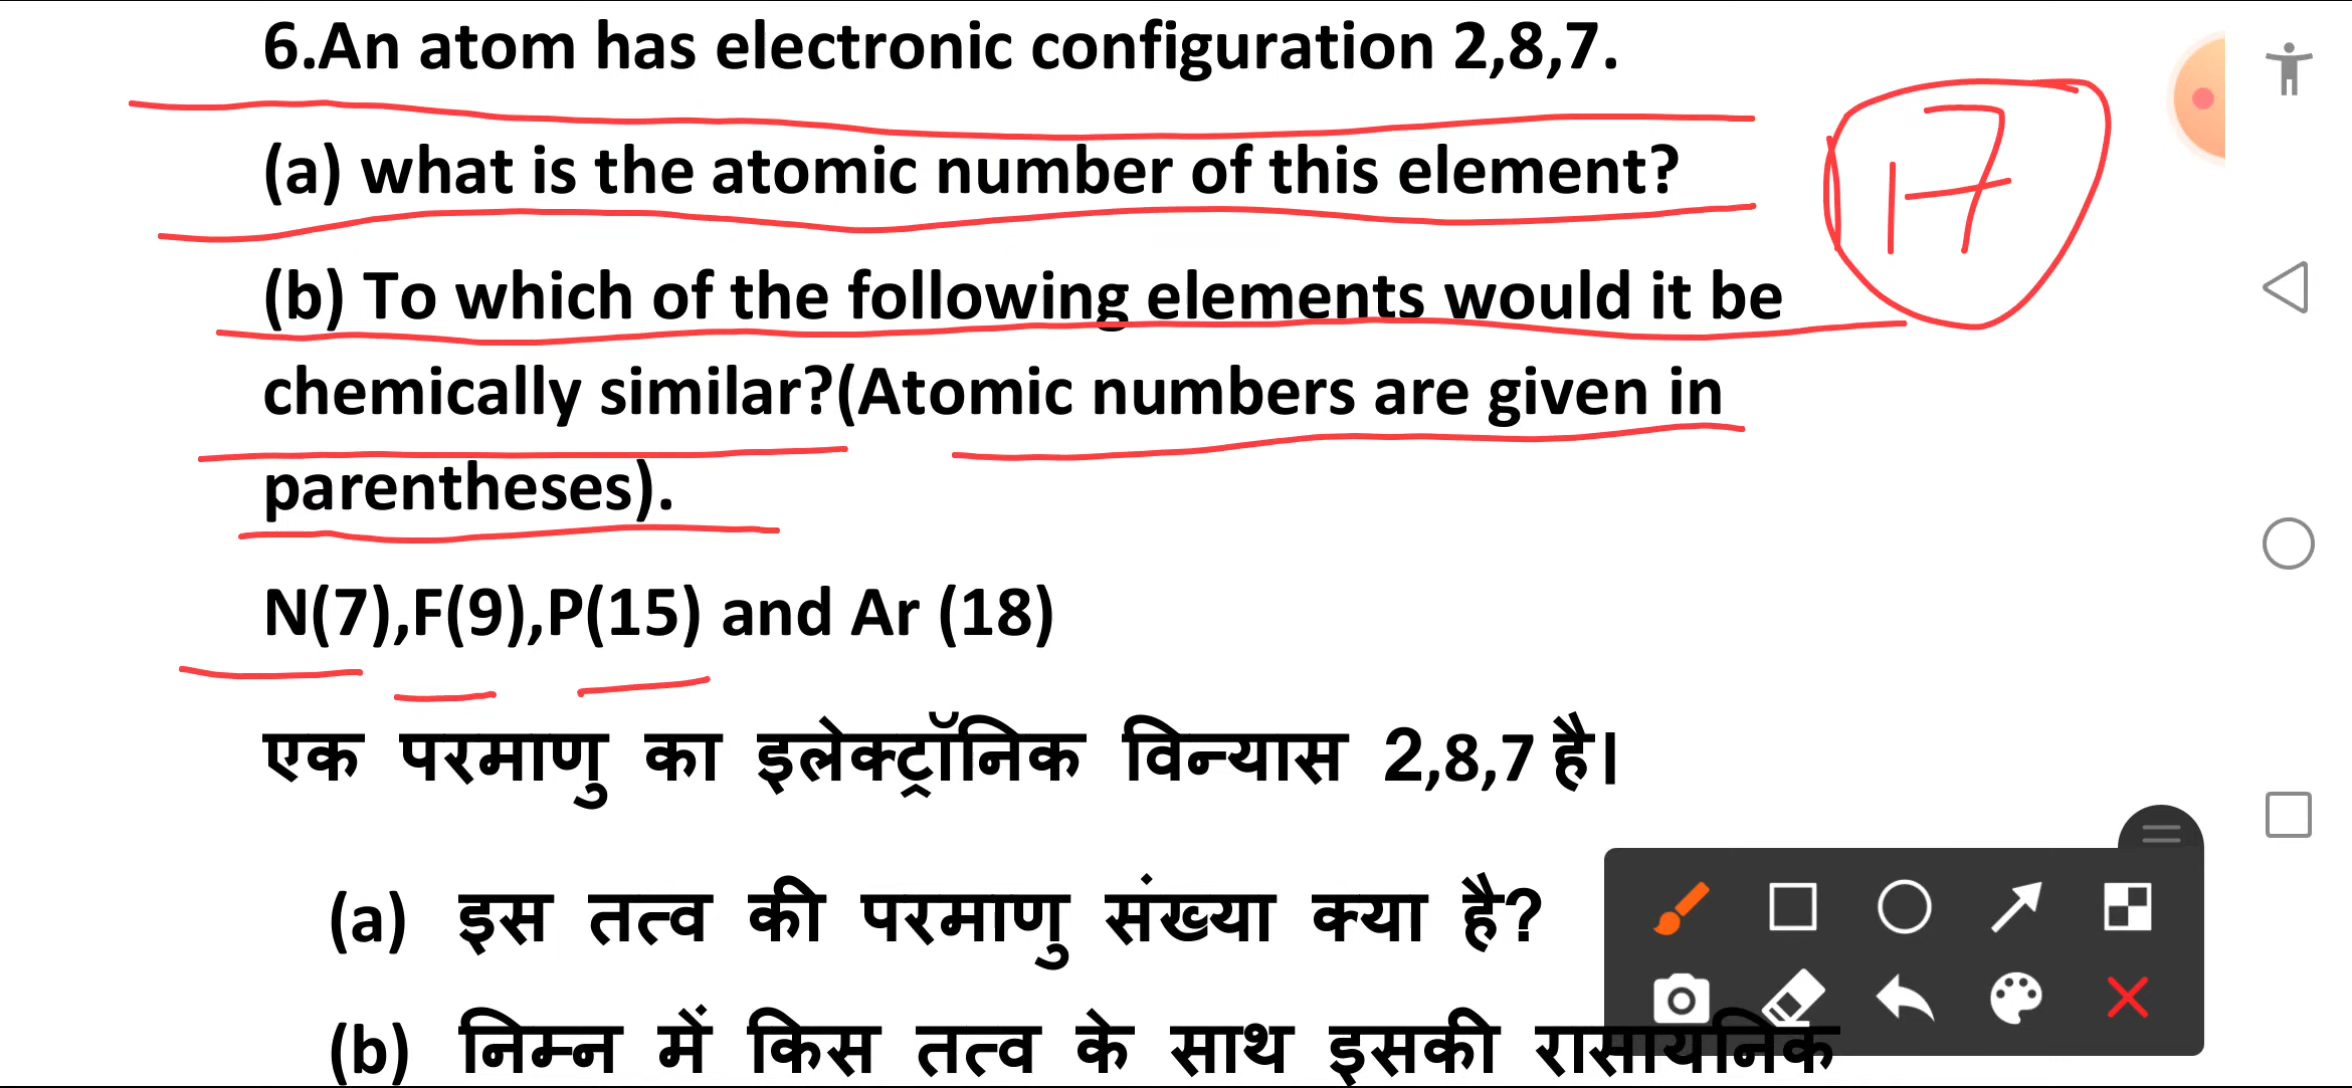 6.An atom has electronic configuration 2,8,7.
(a) what is the atomic number of this element?
17
(b) To which of the following elements would it be
chemically similar?(Atomic numbers are given in
parentheses).
N(7),F(9),P(15) and Ar (18)
एक परमाणु का इलेक्ट्रॉनिक विन्यास 2,8,7 है।
(a) इस तत्व की परमाणु संख्या क्या है?
(b) निम्न में किस तत्व के साथ इसकी रासायनिक